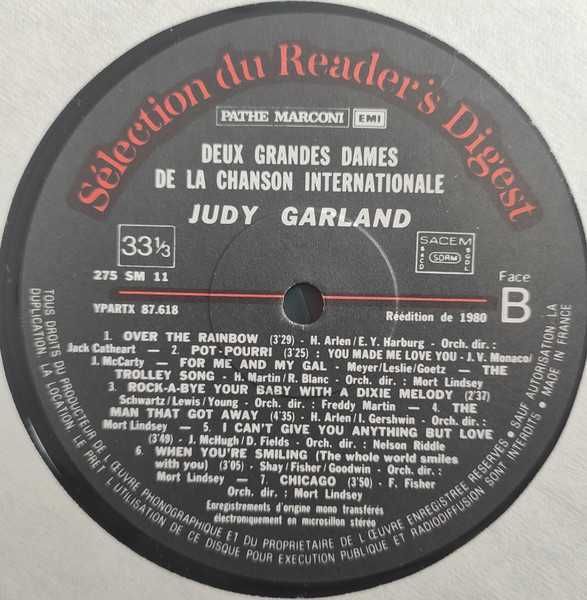 Sélection du Reader's Digest
PATHE MARCONI EMI
DEUX GRANDES DAMES
DE LA CHANSON INTERNATIONALE
JUDY GARLAND
33 1/3
SACEM
SACD SDRM SGDL
275 SM 11
Face
B
YPARTX 87.618
Réédition de 1980
1. OVER THE RAINBOW (3'29) - H. Arlen/E. Y. Harburg - Orch. dir. :
Jack Cathcart - 2. POT-POURRI (3'25) : YOU MADE ME LOVE YOU - J.V. Monaco/
J. McCarty - FOR ME AND MY GAL - Meyer/Leslie/Goetz - THE
TROLLEY SONG - H. Martin/R. Blanc - Orch. dir. : Mort Lindsey
3. ROCK-A-BYE YOUR BABY WITH A DIXIE MELODY (2'37)
Schwartz/Lewis/Young - Orch. dir. : Freddy Martin - 4. THE
MAN THAT GOT AWAY (4'35) - H. Arlen/I. Gershwin - Orch. dir. :
Mort Lindsey - 5. I CAN'T GIVE YOU ANYTHING BUT LOVE
(3'49) - J. McHugh/D. Fields - Orch. dir. : Nelson Riddle
6. WHEN YOU'RE SMILING (The whole world smiles
with you) (3'05) - Shay/Fisher/Goodwin - Orch. dir. :
Mort Lindsey - 7. CHICAGO (3'50) - F. Fisher
Orch. dir. : Mort Lindsey
Enregistrements d'origine mono transférés
électroniquement en microsillon stéréo
TOUS DROITS DU PRODUCTEUR DE L'ŒUVRE PHONOGRAPHIQUE ET DU PROPRIETAIRE DE L'ŒUVRE ENREGISTREE RESERVES • SAUF AUTORISATION LA
DUPLICATION, LA LOCATION, LE PRET, L'UTILISATION DE CE DISQUE POUR EXECUTION PUBLIQUE ET RADIODIFFUSION SONT INTERDITS •